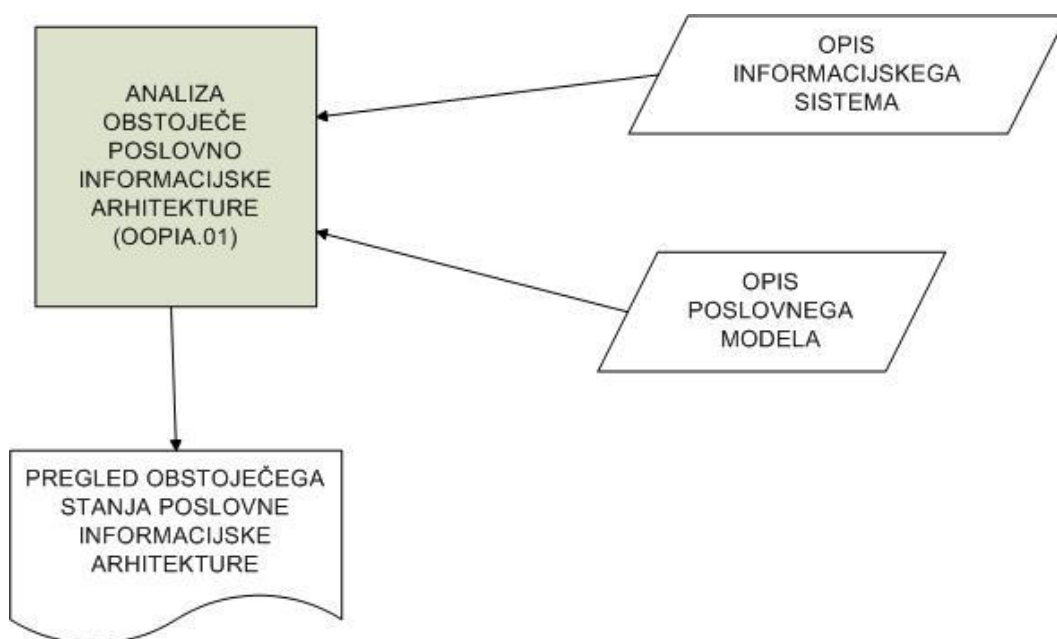 ANALIZA
OBSTOJEČE
POSLOVNO
INFORMACIJSKE
ARHITEKTURE
(OOPIA.01)
OPIS
INFORMACIJSKEGA
SISTEMA
OPIS
POSLOVNEGA
MODELA
PREGLED OBSTOJEČEGA
STANJA POSLOVNE
INFORMACIJSKE
ARHITEKTURE